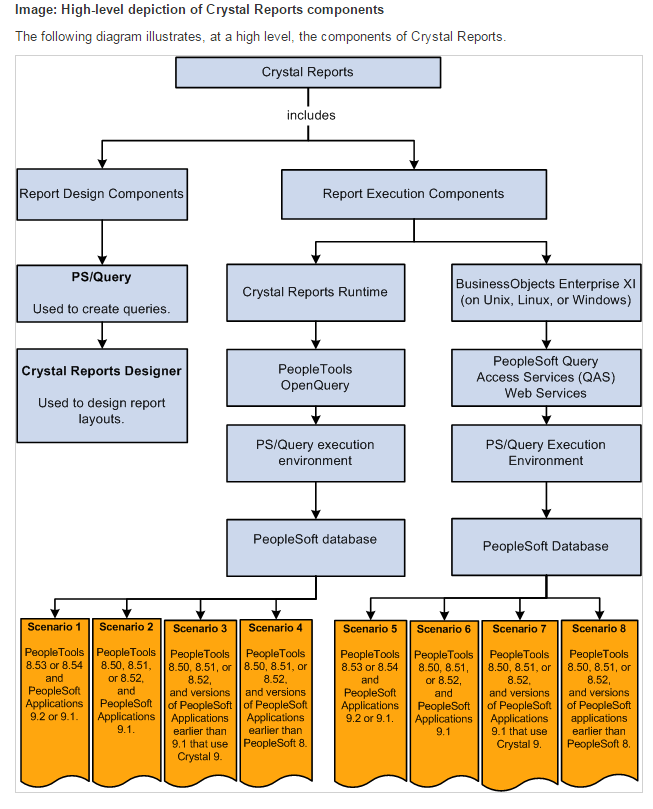 Image: High-level depiction of Crystal Reports components
The following diagram illustrates, at a high level, the components of Crystal Reports.
Crystal Reports
includes
Report Design Components
Report Execution Components
PS/Query
Used to create queries.
Crystal Reports Designer
Used to design report
layouts.
Crystal Reports Runtime
PeopleTools
OpenQuery
PS/Query execution
environment
PeopleSoft database
BusinessObjects Enterprise XI
(on Unix, Linux, or Windows)
PeopleSoft Query
Access Services (QAS)
Web Services
PS/Query Execution
Environment
PeopleSoft Database
Scenario 1
PeopleTools
8.53 or 8.54
and
PeopleSoft
Applications
9.2 or 9.1.
Scenario 2
PeopleTools
8.50, 8.51,
or 8.52,
and
PeopleSoft
Applications
9.1.
Scenario 3
PeopleTools
8.50, 8.51, or
8.52,
and versions
of PeopleSoft
Applications
earlier than
9.1 that use
Crystal 9.
Scenario 4
PeopleTools
8.50, 8.51, or
8.52,
and versions
of PeopleSoft
Applications
earlier than
PeopleSoft 8.
Scenario 5
PeopleTools
8.53 or 8.54
and
PeopleSoft
Applications
9.2 or 9.1.
Scenario 6
PeopleTools
8.50, 8.51,
or 8.52,
and
PeopleSoft
Applications
9.1
Scenario 7
PeopleTools
8.50, 8.51, or
8.52,
and versions
of PeopleSoft
Applications
earlier than
9.1 that use
Crystal 9.
Scenario 8
PeopleTools
8.50, 8.51, or
8.52,
and versions
of PeopleSoft
applications
earlier than
PeopleSoft 8.